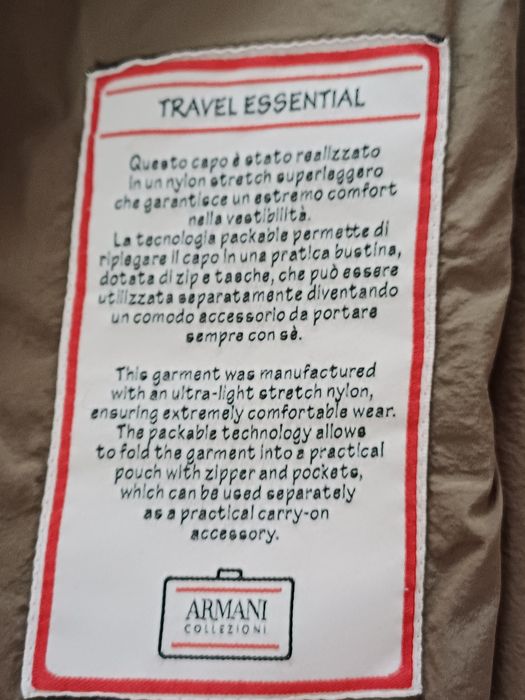 TRAVEL ESSENTIAL
Questo capo è stato realizzato
in un nylon stretch superleggero
che garantisce un estremo comfort
nella vestibilità.
La tecnologia packable permette di
ripiegare il capo in una pratica bustina,
dotata di zip e tasche, che può essere
utilizzata separatamente diventando
un comodo accessorio da portare
sempre con sè.
This garment was manufactured
with an ultra-light stretch nylon,
ensuring extremely comfortable wear.
The packable technology allows
to fold the garment into a practical
pouch with zipper and pockets,
which can be used separately
as a practical carry-on
accessory.
ARMANI
COLLEZIONI